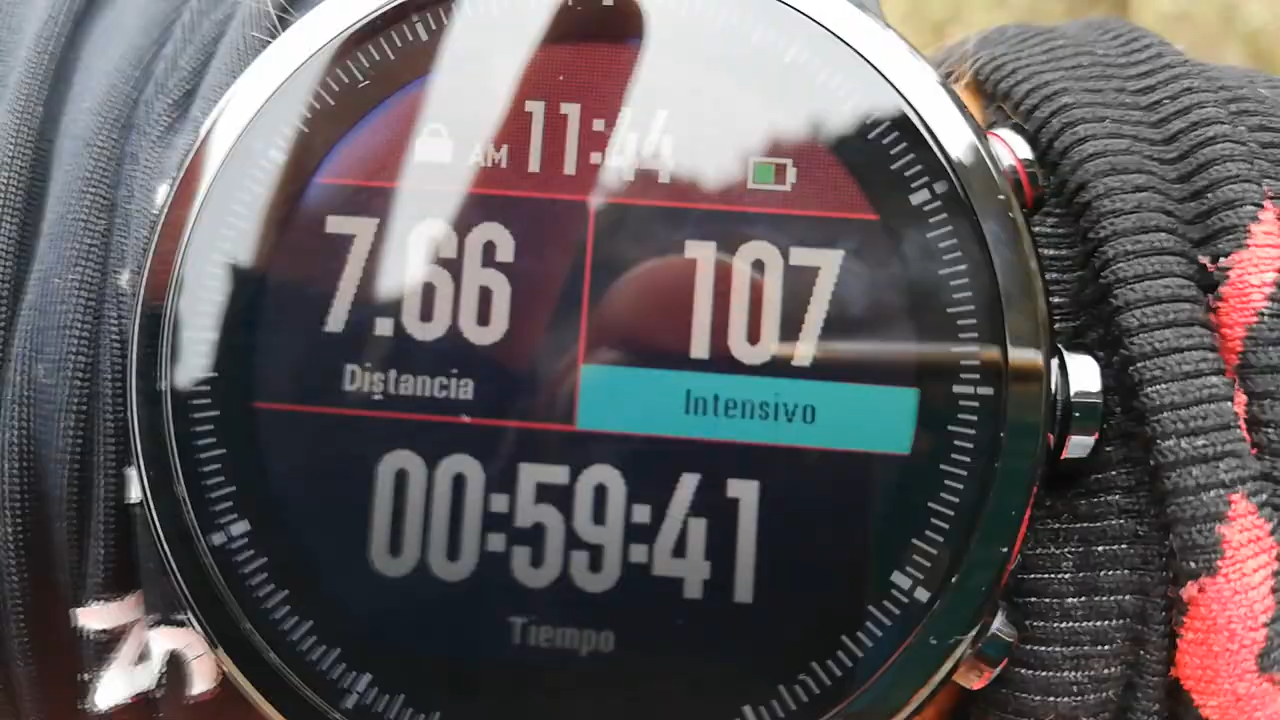 AM 11:44
7.66 107
Distancia Intensivo
00:59:41
Tiempo